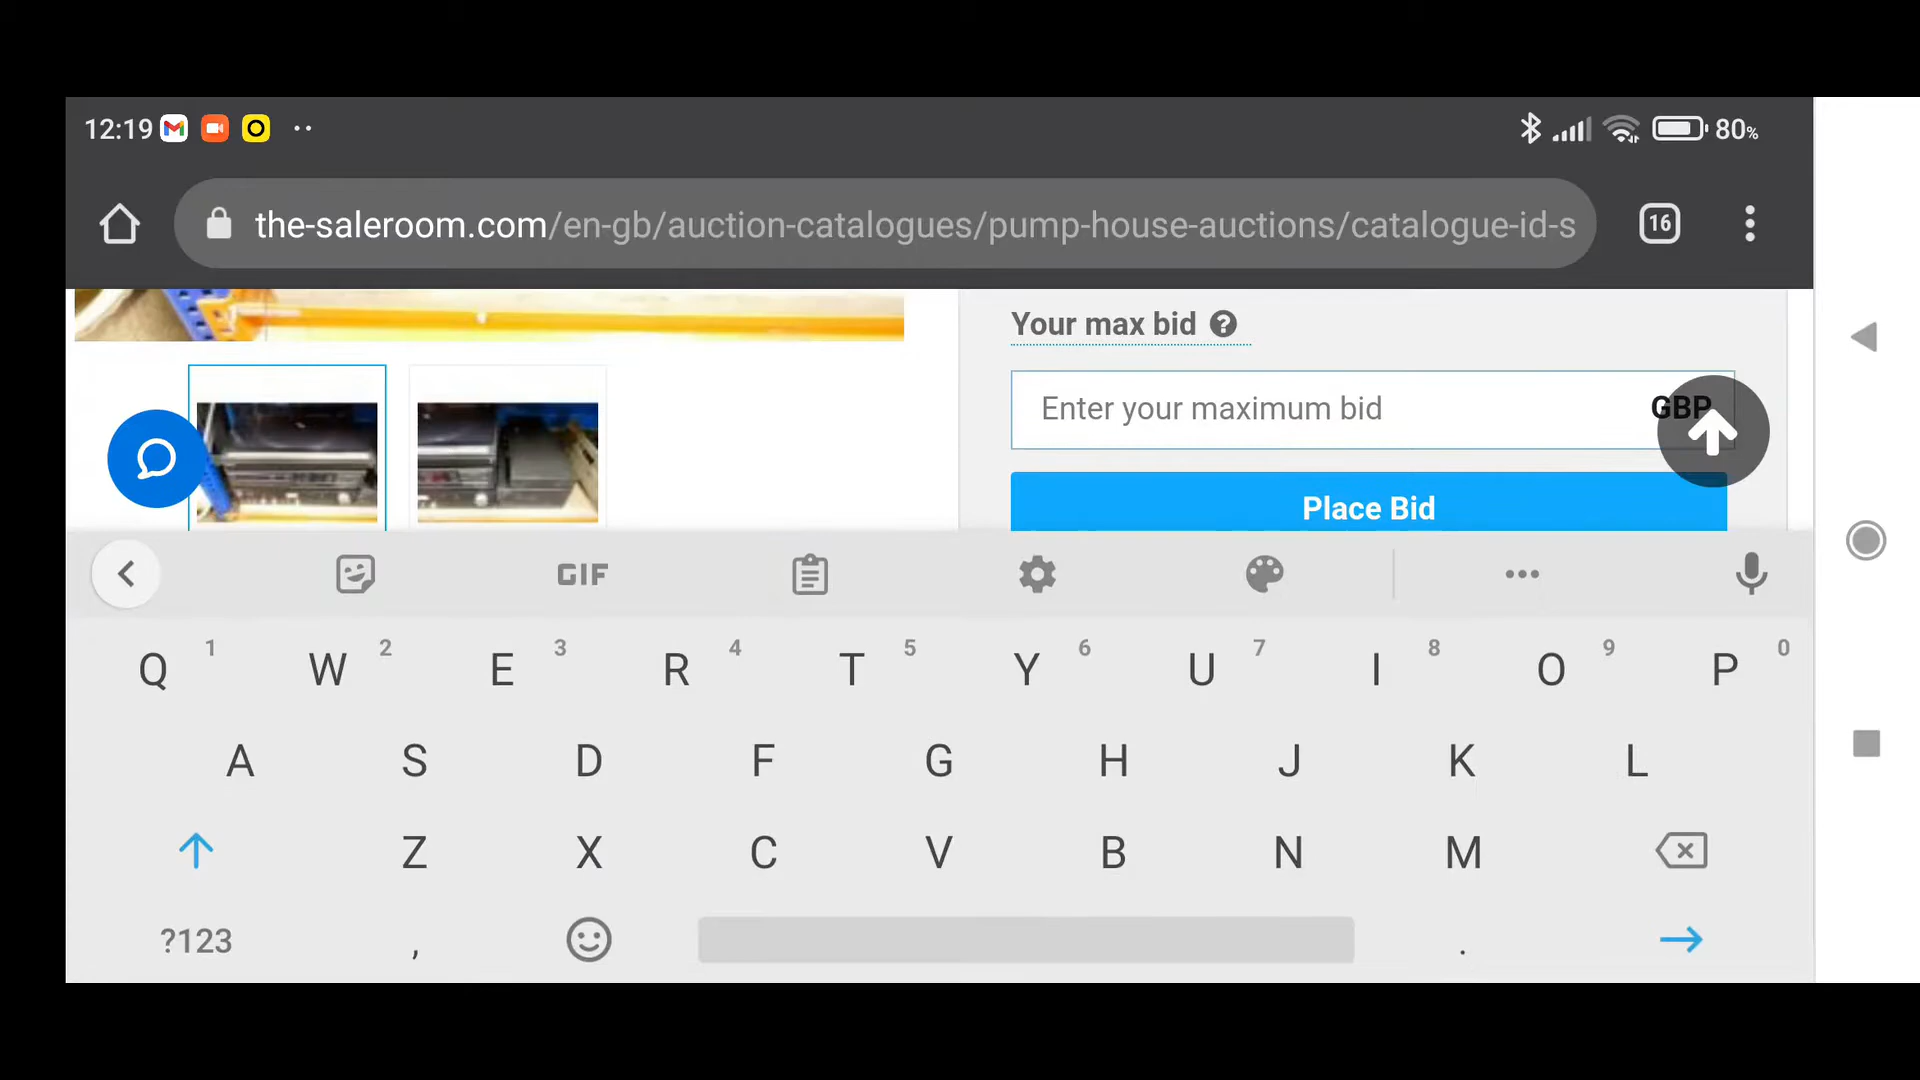 12:19
80%
the-saleroom.com/en-gb/auction-catalogues/pump-house-auctions/catalogue-id-s
16
Your max bid ?
Enter your maximum bid GBP
Place Bid
GIF
Q 1 W 2 E 3 R 4 T 5 Y 6 U 7 I 8 O 9 P 0
A S D F G H J K L
Z X C V B N M
?123 , .